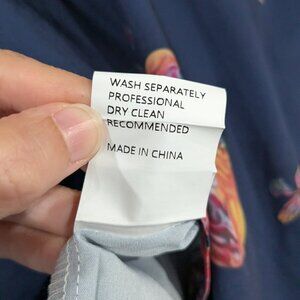 WASH SEPARATELY
PROFESSIONAL
DRY CLEAN
RECOMMENDED
MADE IN CHINA